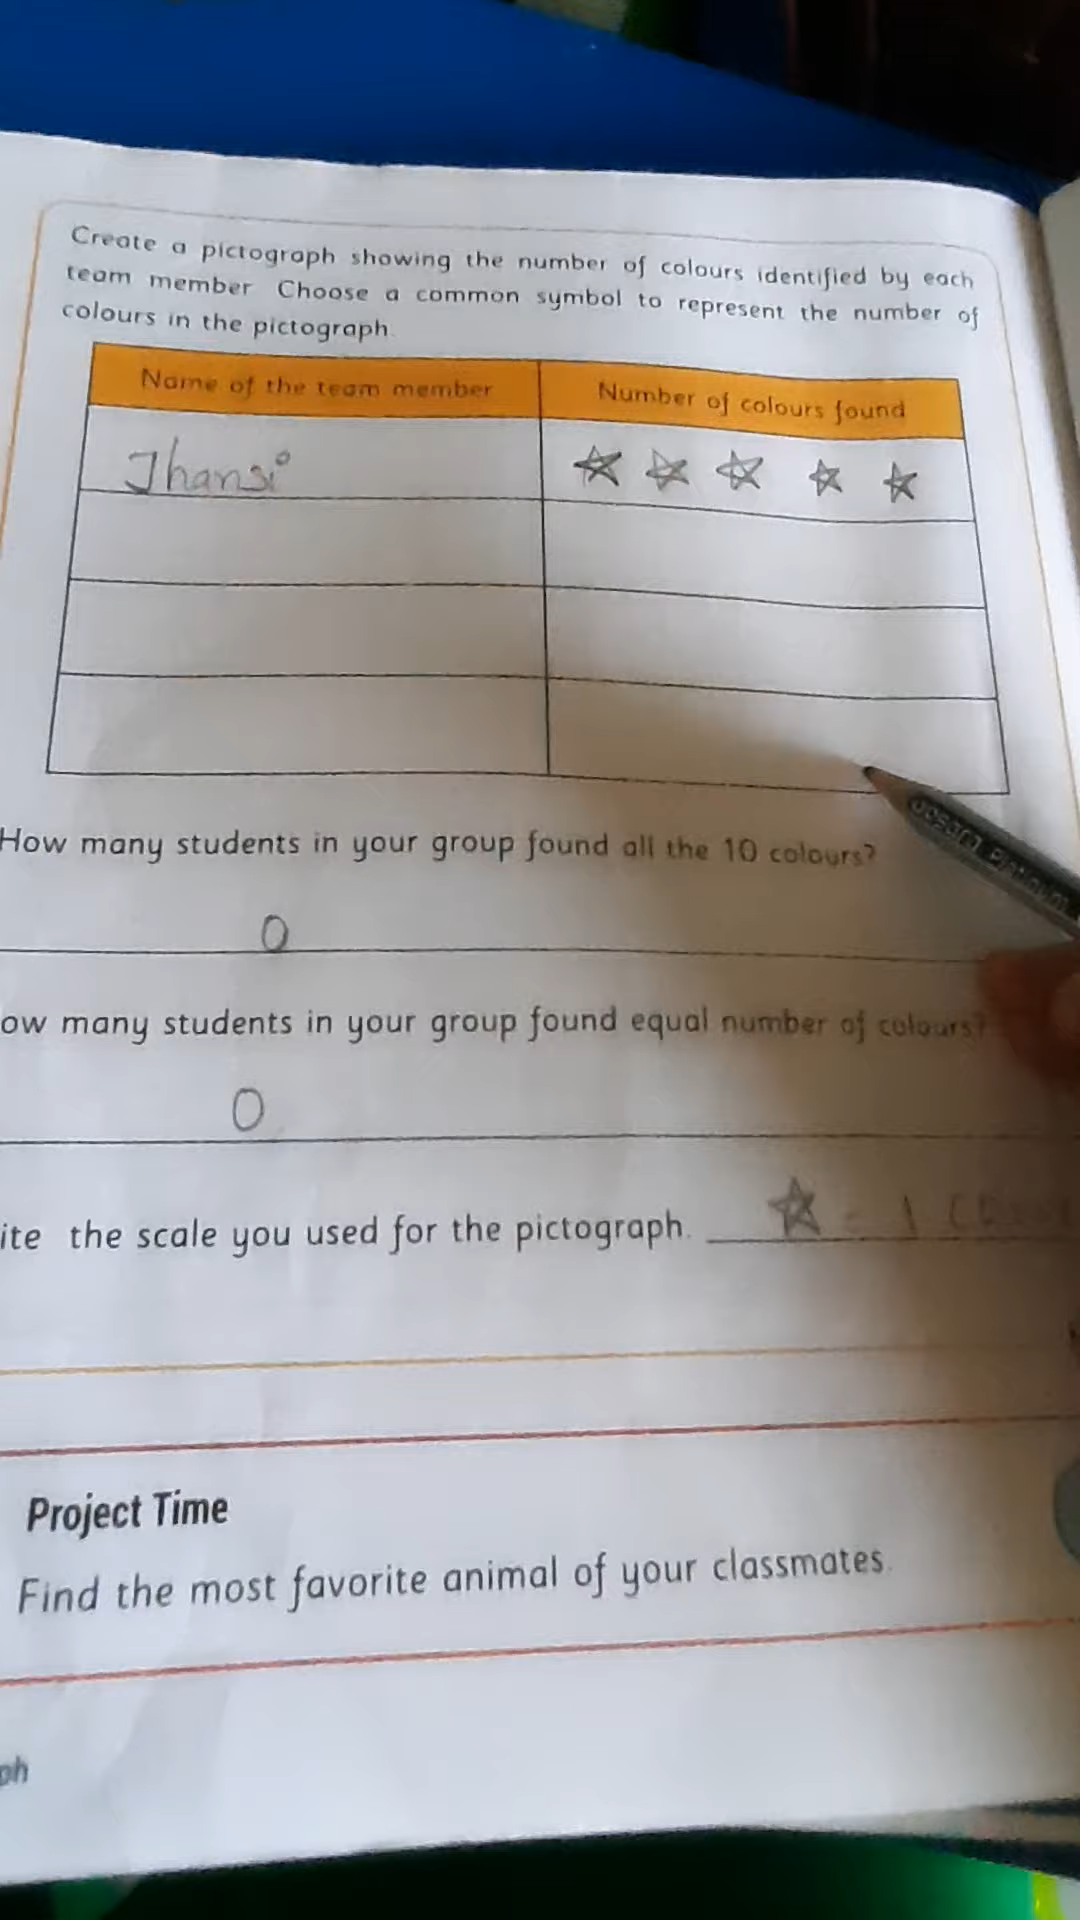 Create a pictograph showing the number of colours identified by each
team member Choose a common symbol to represent the number of
colours in the pictograph.
Name of the team member Number of colours found
Jhansi
How many students in your group found all the 10 colours?
0
ow many students in your group found equal number of colours?
0
ite the scale you used for the pictograph. = 1
Project Time
Find the most favorite animal of your classmates.
ph